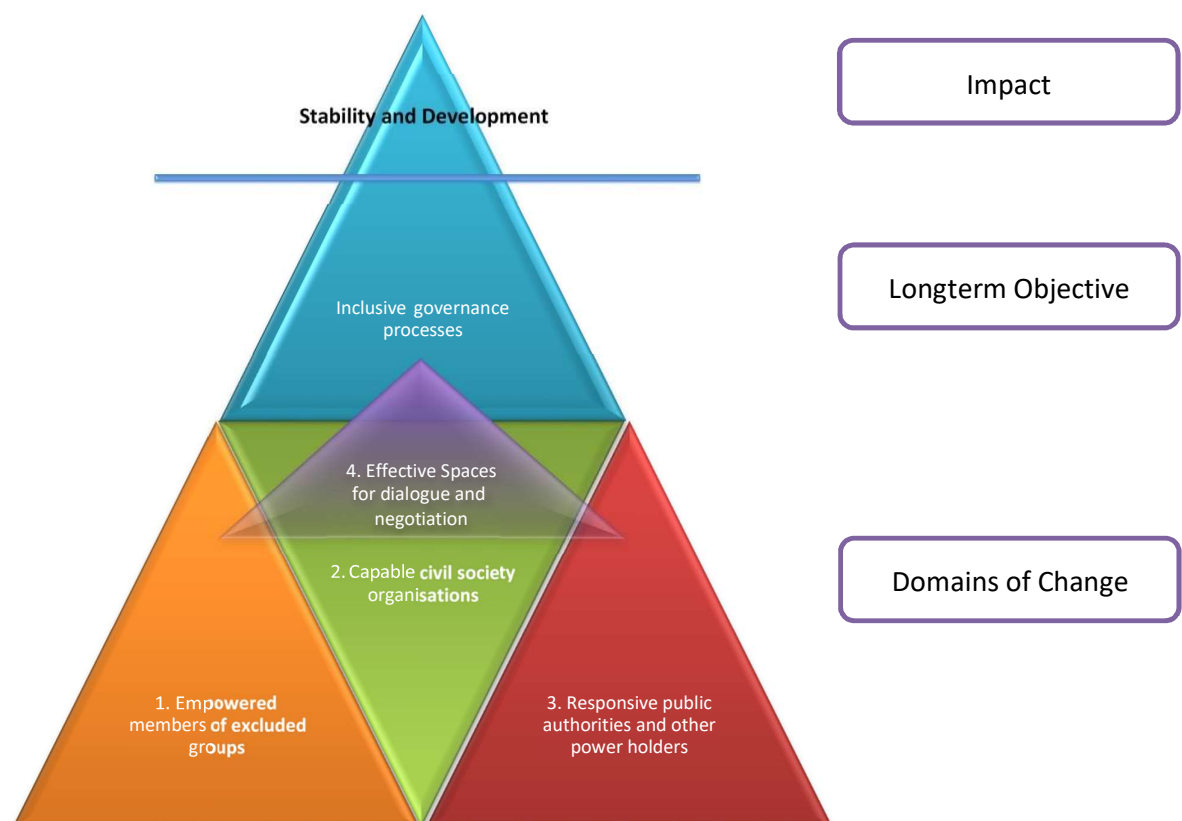 Impact
Stability and Development
Longterm Objective
Inclusive governance
processes
4. Effective Spaces
for dialogue and
negotiation
Domains of Change
2. Capable civil society
organisations
1. Empowered
members of excluded
groups
3. Responsive public
authorities and other
power holders